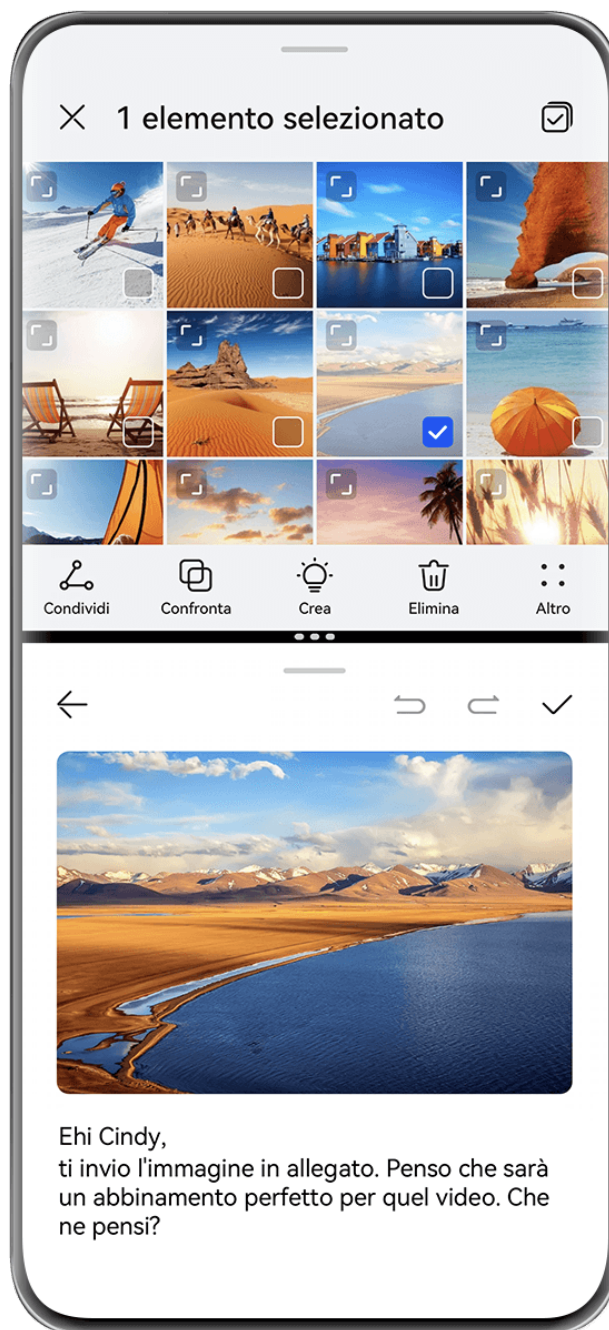 1 elemento selezionato
Condividi
Confronta
Crea
Elimina
Altro
Ehi Cindy,
ti invio l'immagine in allegato. Penso che sarà
un abbinamento perfetto per quel video. Che
ne pensi?